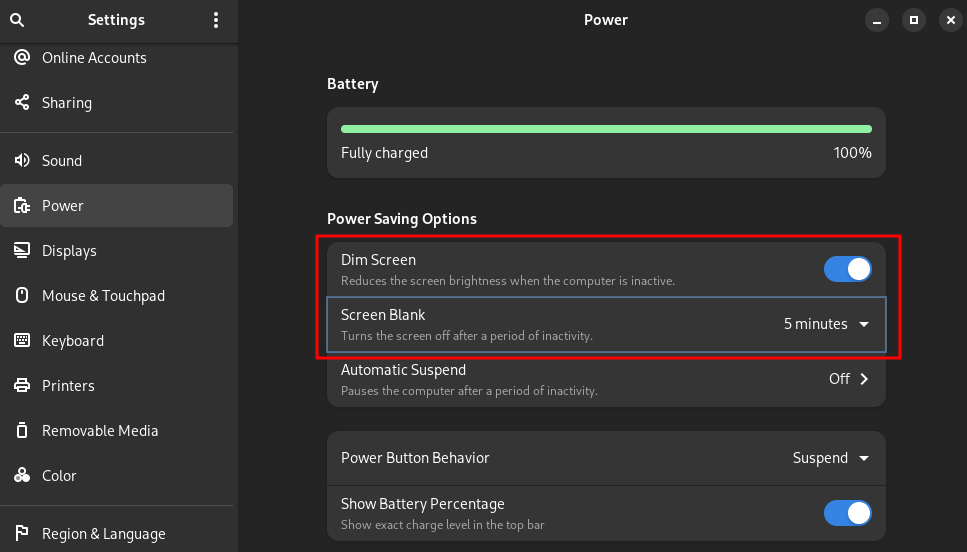 Settings
Online Accounts
Sharing
Sound
Power
Displays
Mouse & Touchpad
Keyboard
Printers
Removable Media
Color
Region & Language
Power
Battery
Fully charged
100%
Power Saving Options
Dim Screen
Reduces the screen brightness when the computer is inactive.
Screen Blank
Turns the screen off after a period of inactivity.
5 minutes
Automatic Suspend
Pauses the computer after a period of inactivity.
Off
Power Button Behavior
Suspend
Show Battery Percentage
Show exact charge level in the top bar